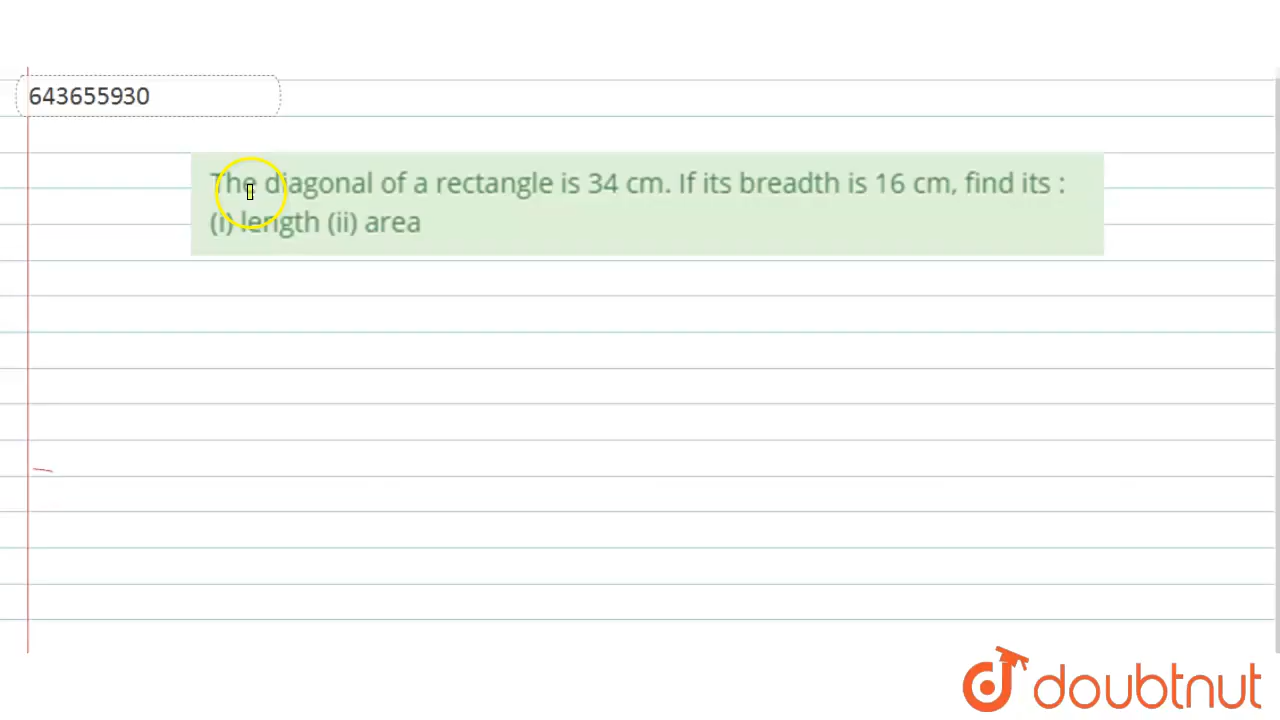 643655930
The diagonal of a rectangle is 34 cm. If its breadth is 16 cm, find its :
(i) length (ii) area
doubtnut